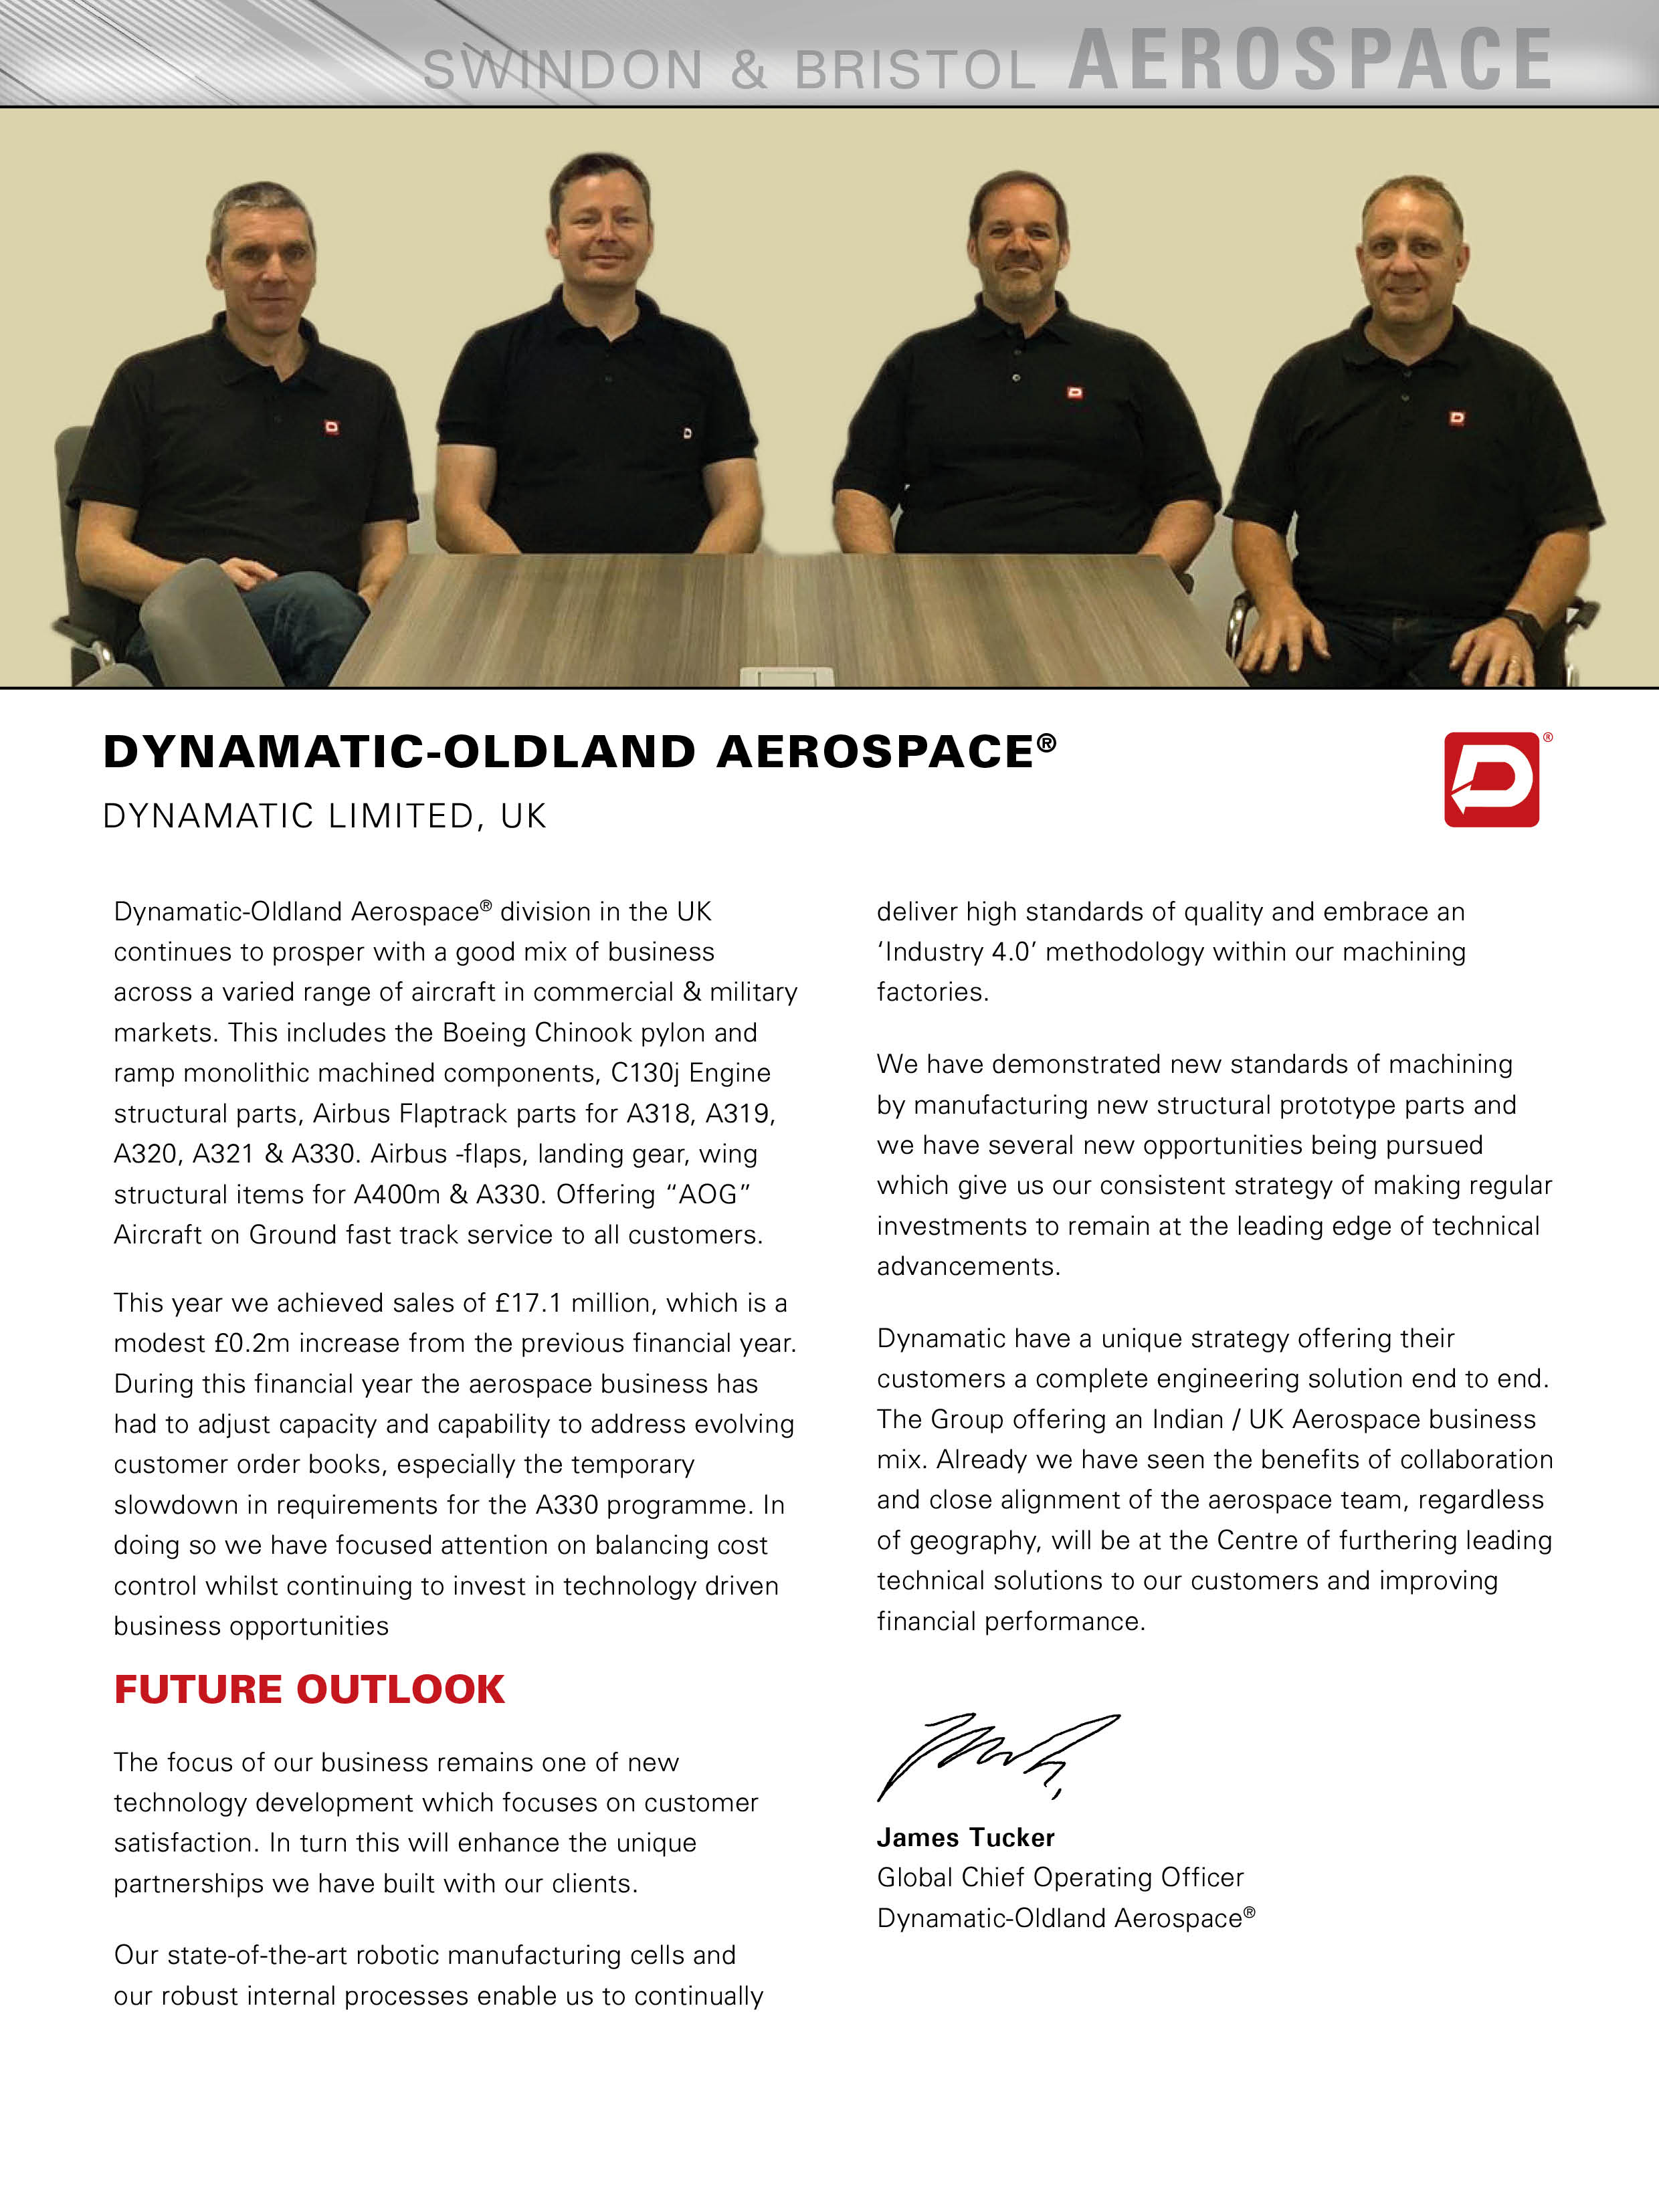 SWINDON & BRISTOL AEROSPACE
DYNAMATIC-OLDLAND AEROSPACE®
DYNAMATIC LIMITED, UK
®
Dynamatic-Oldland Aerospace® division in the UK
continues to prosper with a good mix of business
across a varied range of aircraft in commercial & military
markets. This includes the Boeing Chinook pylon and
ramp monolithic machined components, C130j Engine
structural parts, Airbus Flaptrack parts for A318, A319,
A320, A321 & A330. Airbus -flaps, landing gear, wing
structural items for A400m & A330. Offering “AOG”
Aircraft on Ground fast track service to all customers.
This year we achieved sales of £17.1 million, which is a
modest £0.2m increase from the previous financial year.
During this financial year the aerospace business has
had to adjust capacity and capability to address evolving
customer order books, especially the temporary
slowdown in requirements for the A330 programme. In
doing so we have focused attention on balancing cost
control whilst continuing to invest in technology driven
business opportunities
FUTURE OUTLOOK
The focus of our business remains one of new
technology development which focuses on customer
satisfaction. In turn this will enhance the unique
partnerships we have built with our clients.
Our state-of-the-art robotic manufacturing cells and
our robust internal processes enable us to continually
deliver high standards of quality and embrace an
‘Industry 4.0’ methodology within our machining
factories.
We have demonstrated new standards of machining
by manufacturing new structural prototype parts and
we have several new opportunities being pursued
which give us our consistent strategy of making regular
investments to remain at the leading edge of technical
advancements.
Dynamatic have a unique strategy offering their
customers a complete engineering solution end to end.
The Group offering an Indian / UK Aerospace business
mix. Already we have seen the benefits of collaboration
and close alignment of the aerospace team, regardless
of geography, will be at the Centre of furthering leading
technical solutions to our customers and improving
financial performance.
James Tucker
Global Chief Operating Officer
Dynamatic-Oldland Aerospace®